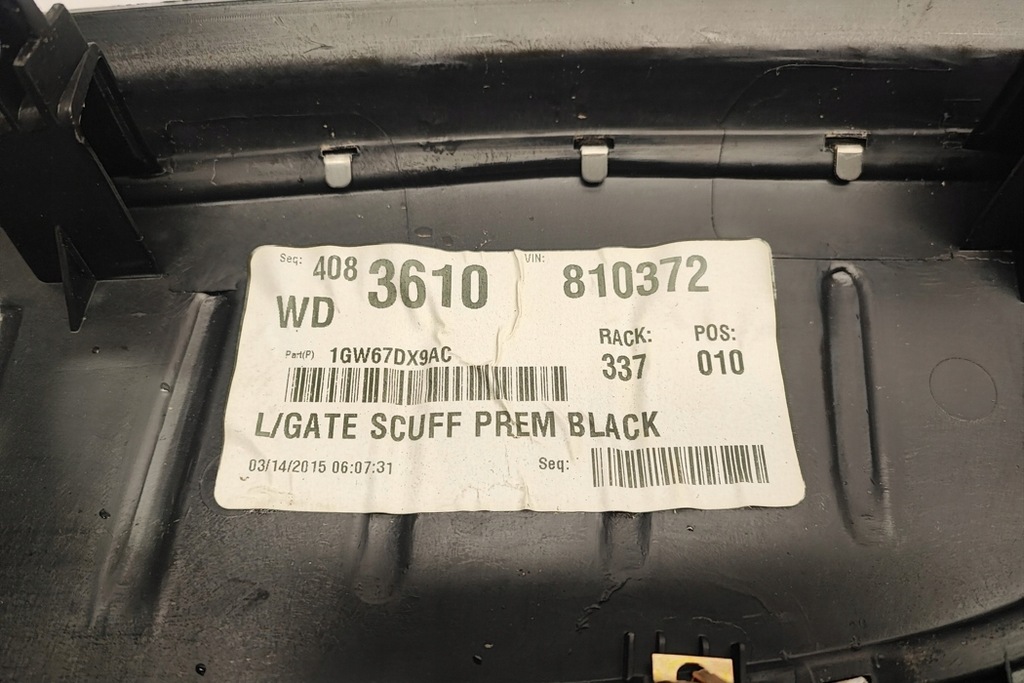 Seq: 408 3610 VIN: 810372
WD
RACK: POS:
Part(P) 1GW67DX9AC 337 010
L/GATE SCUFF PREM BLACK
03/14/2015 06:07:31 Seq: